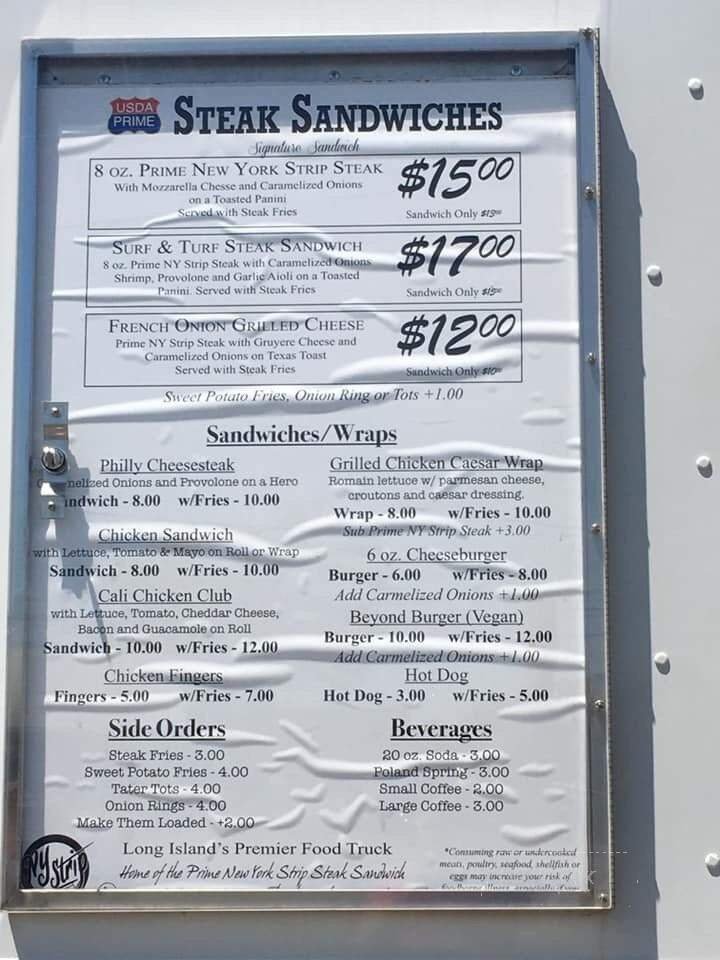 USDA
PRIME
STEAK SANDWICHES
Signature Sandwich
8 OZ. PRIME NEW YORK STRIP STEAK
With Mozzarella Chesse and Caramelized Onions
on a Toasted Panini
Served with Steak Fries
$15.00
Sandwich Only $13.00
SURF & TURF STEAK SANDWICH
8 oz. Prime NY Strip Steak with Caramelized Onions
Shrimp, Provolone and Garlic Aioli on a Toasted
Panini. Served with Steak Fries
$17.00
Sandwich Only $15.00
FRENCH ONION GRILLED CHEESE
Prime NY Strip Steak with Gruyere Cheese and
Caramelized Onions on Texas Toast
Served with Steak Fries
$12.00
Sandwich Only $10.00
Sweet Potato Fries, Onion Ring or Tots +1.00
Sandwiches/Wraps
Philly Cheesesteak
Onions and Provolone on a Hero
- 8.00 w/Fries - 10.00
Chicken Sandwich
with Lettuce, Tomato & Mayo on Roll or Wrap
Sandwich - 8.00 w/Fries - 10.00
Cali Chicken Club
with Lettuce, Tomato, Cheddar Cheese,
Bacon and Guacamole on Roll
Sandwich - 10.00 w/Fries - 12.00
Chicken Fingers
Fingers - 5.00 w/Fries - 7.00
Grilled Chicken Caesar Wrap
Romain lettuce w/ parmesan cheese,
croutons and caesar dressing.
Wrap - 8.00 w/Fries - 10.00
Sub Prime NY Strip Steak +3.00
6 oz. Cheeseburger
Burger - 6.00 w/Fries - 8.00
Add Carmelized Onions +1.00
Beyond Burger (Vegan)
Burger - 10.00 w/Fries - 12.00
Add Carmelized Onions +1.00
Hot Dog
Hot Dog - 3.00 w/Fries - 5.00
Side Orders
Steak Fries - 3.00
Sweet Potato Fries - 4.00
Tater Tots - 4.00
Onion Rings - 4.00
Make Them Loaded - +2.00
Beverages
20 oz. Soda - 3.00
Poland Spring - 3.00
Small Coffee - 2.00
Large Coffee - 3.00
NY Strip
Long Island's Premier Food Truck
Home of the Prime New York Strip Steak Sandwich
*Consuming raw or undercooked
meats, poultry, seafood, shellfish or
eggs may increase your risk of